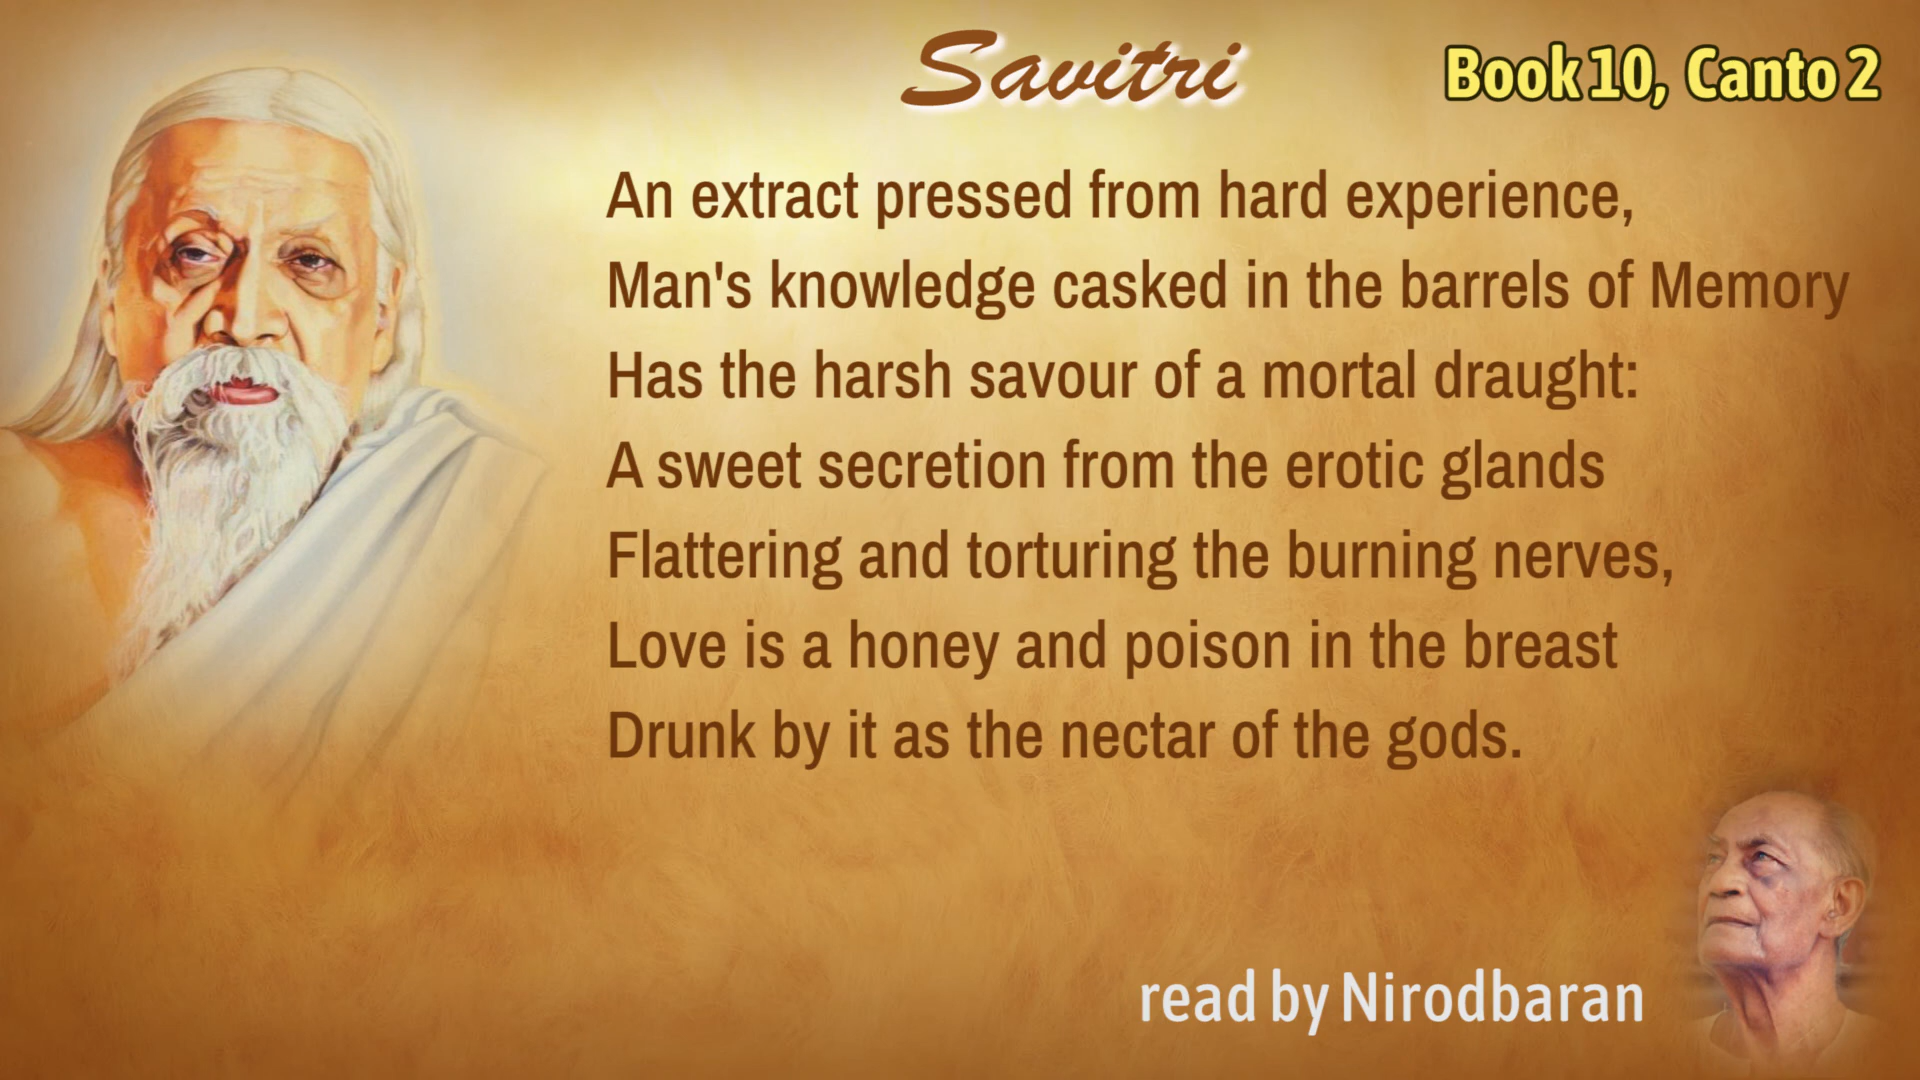 Savitri
Book 10, Canto 2
An extract pressed from hard experience,
Man's knowledge casked in the barrels of Memory
Has the harsh savour of a mortal draught:
A sweet secretion from the erotic glands
Flattering and torturing the burning nerves,
Love is a honey and poison in the breast
Drunk by it as the nectar of the gods.
read by Nirodbaran